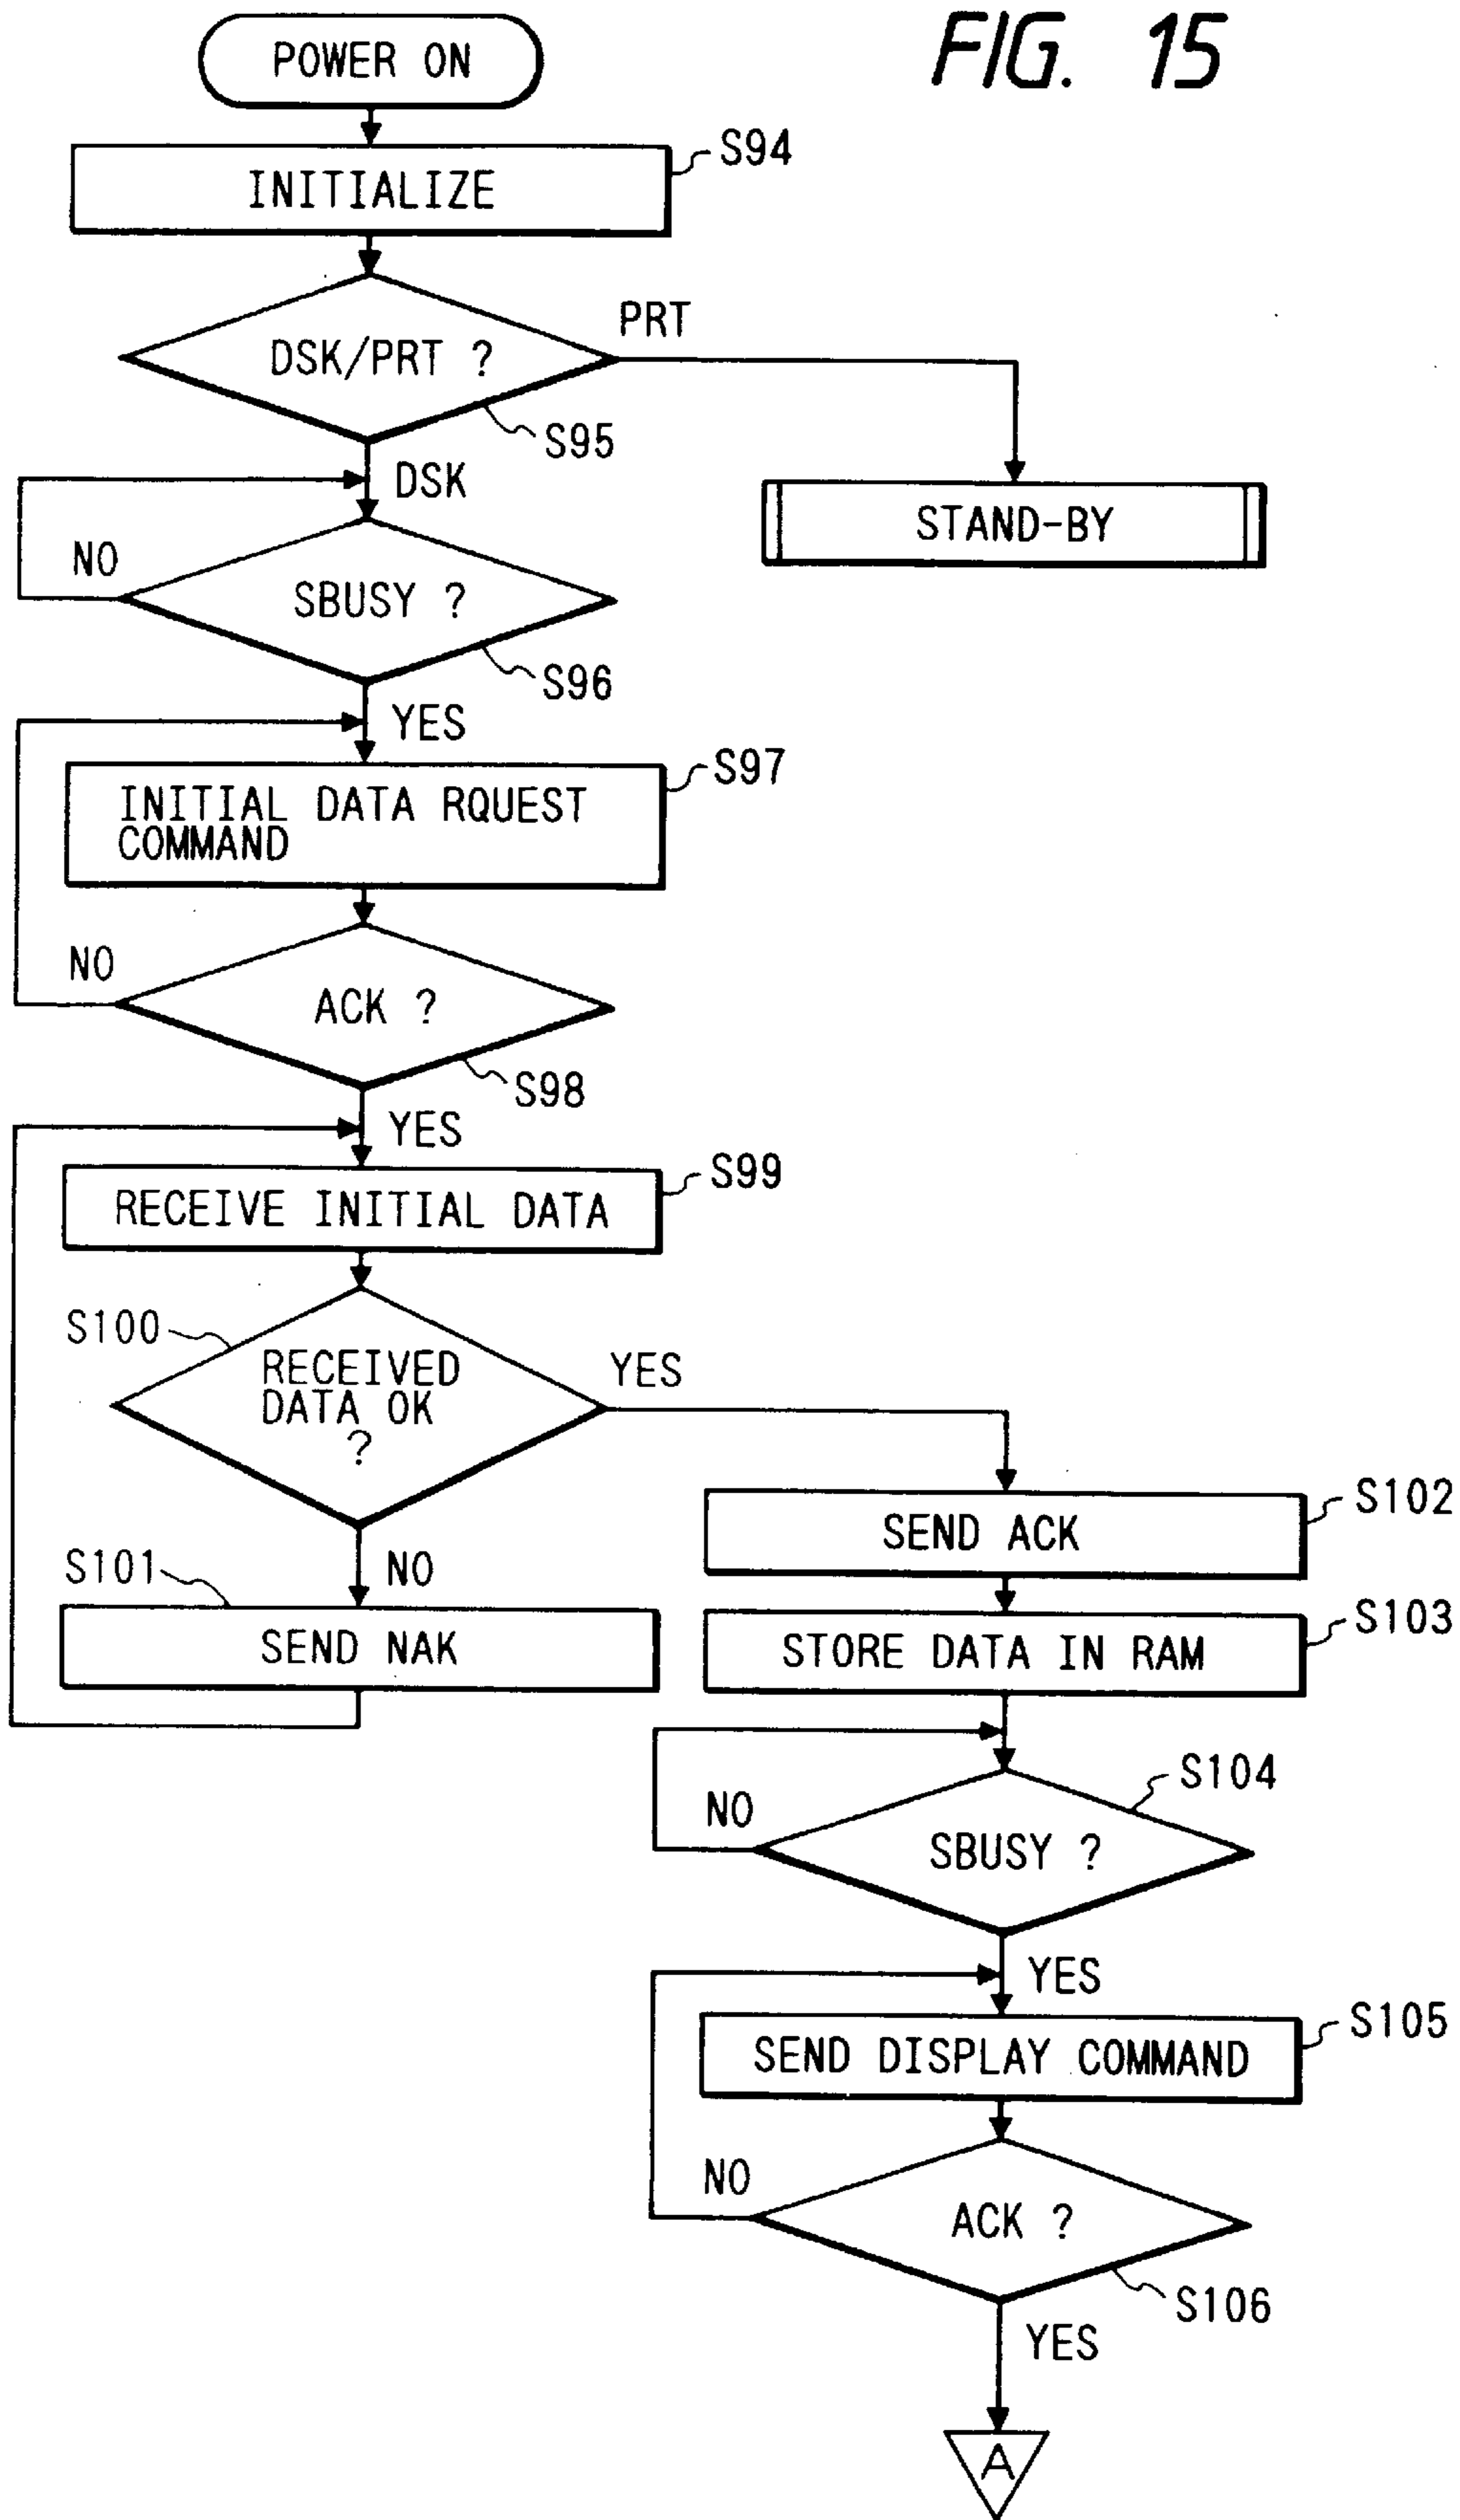 FIG. 15
POWER ON
S94
INITIALIZE
PRT
DSK/PRT ?
S95
DSK
STAND-BY
NO
SBUSY ?
S96
YES
S97
INITIAL DATA RQUEST
COMMAND
NO
ACK ?
S98
YES
S99
RECEIVE INITIAL DATA
S100
RECEIVED
DATA OK
?
YES
S102
SEND ACK
S101
NO
S103
SEND NAK
STORE DATA IN RAM
S104
NO
SBUSY ?
YES
S105
SEND DISPLAY COMMAND
NO
ACK ?
S106
YES
A